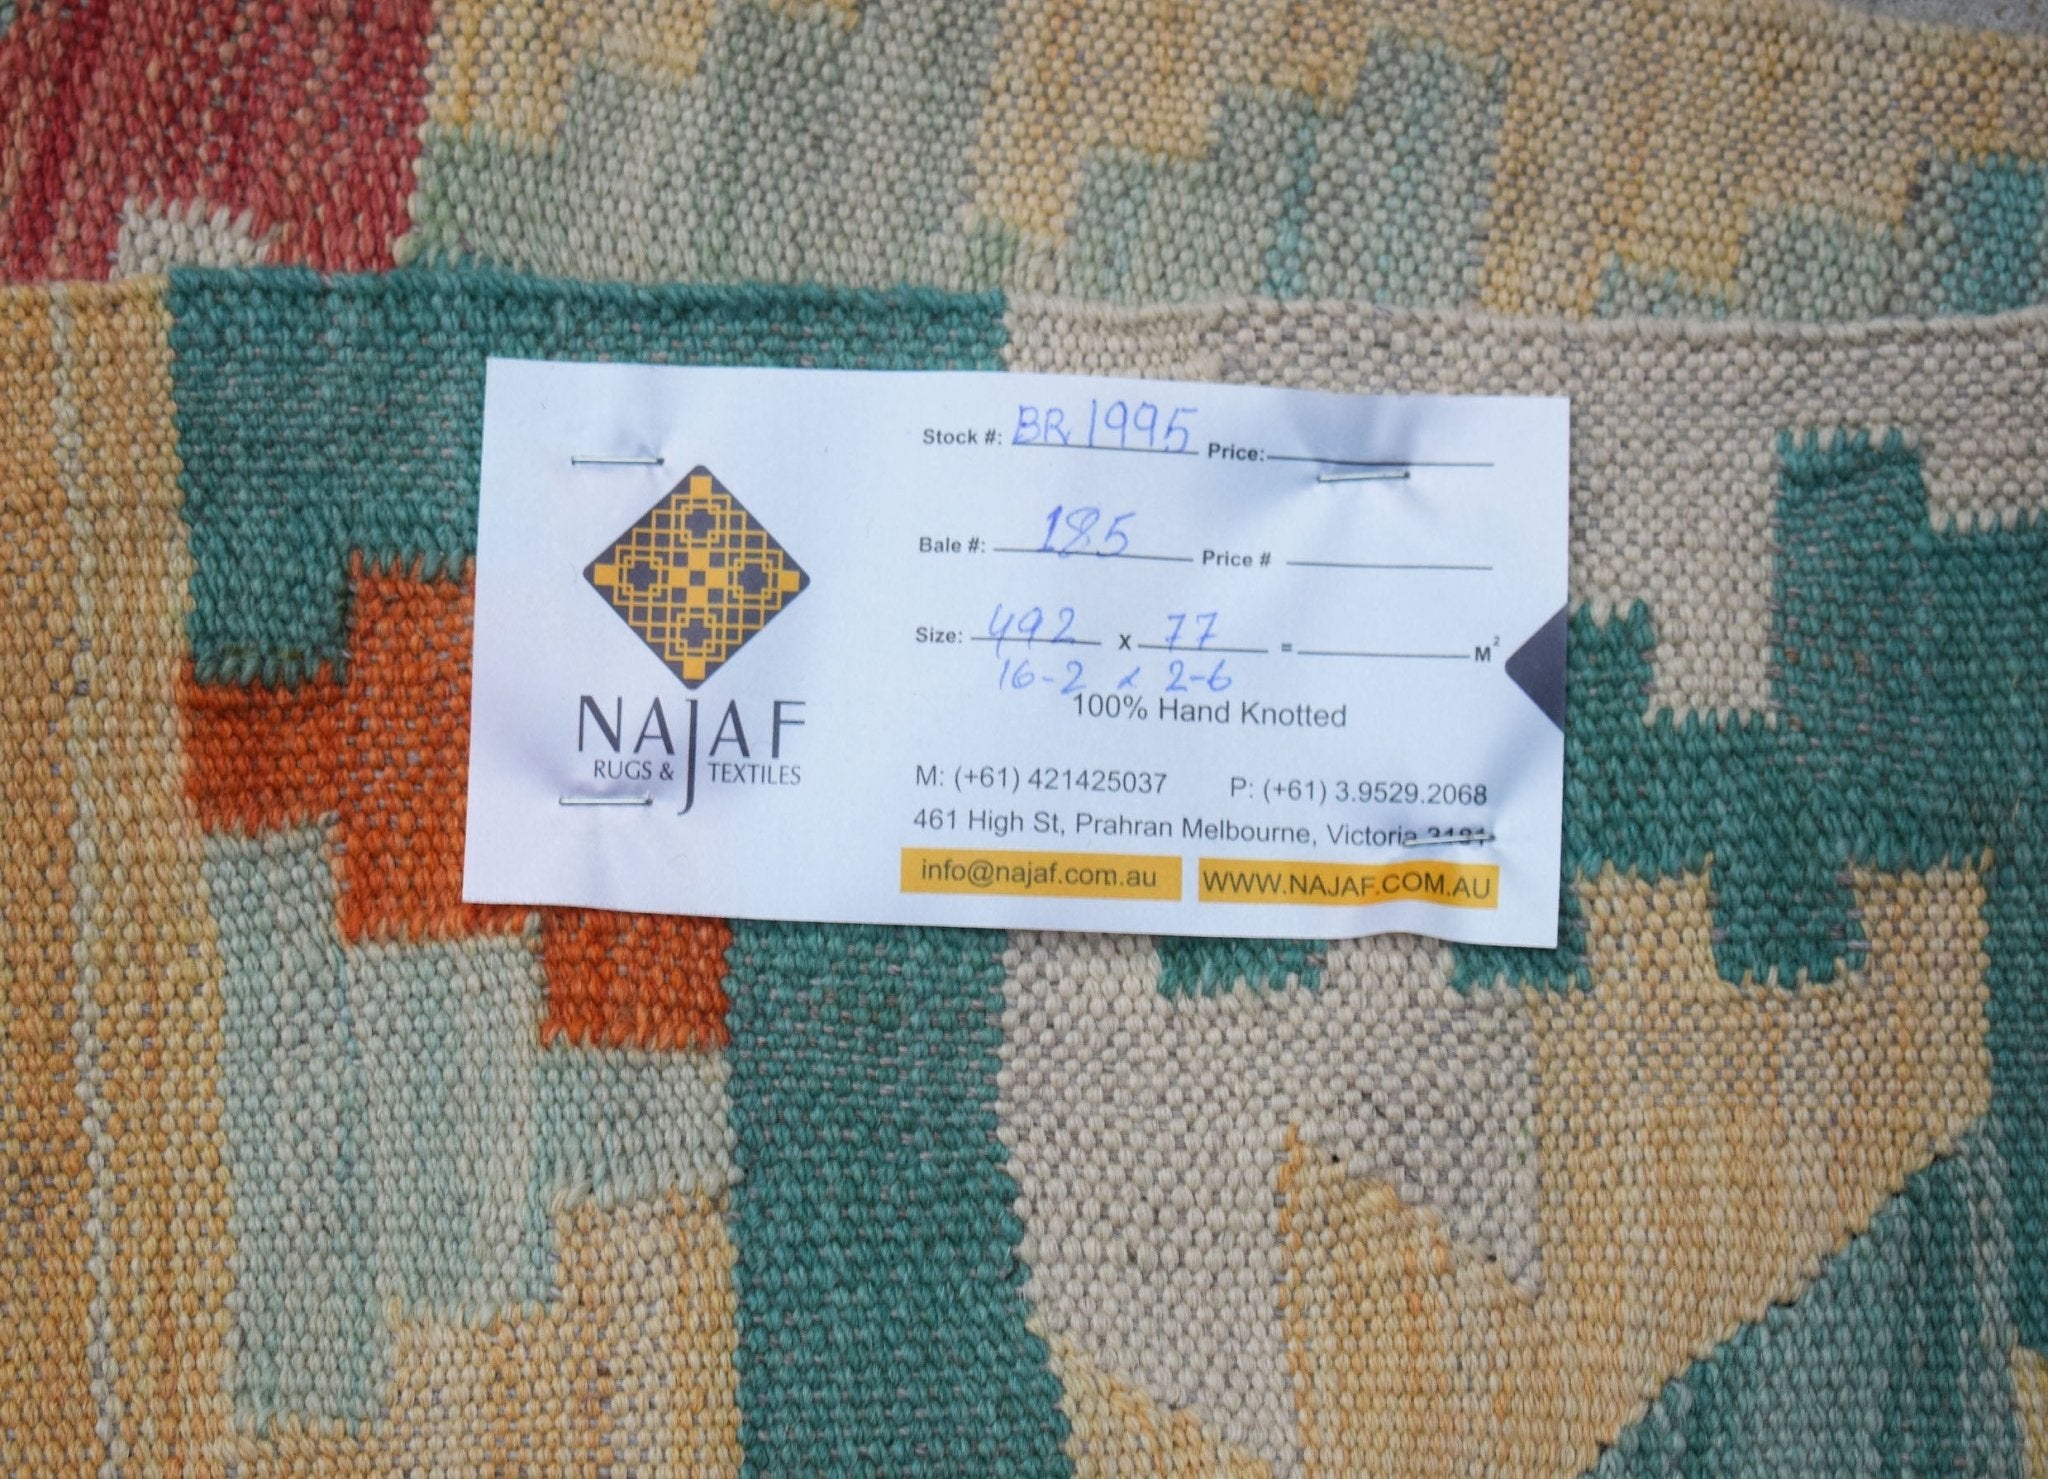 Stock #: BR 1995 Price:
Bale #: 185 Price #
Size: 492 x 77 = M²
16-2 x 2-6
100% Hand Knotted
NAJAF
RUGS & TEXTILES
M: (+61) 421425037 P: (+61) 3.9529.2068
461 High St, Prahran Melbourne, Victoria 3181
info@najaf.com.au WWW.NAJAF.COM.AU